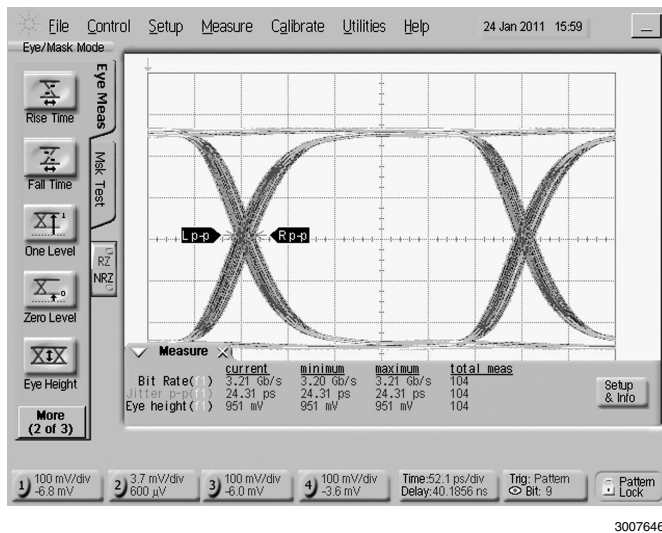 File Control Setup Measure Calibrate Utilities Help 24 Jan 2011 15:59
Eye/Mask Mode
Eye Meas
Msk Test
Rise Time
Fall Time
One Level
RZ
NRZ
Zero Level
Eye Height
More
(2 of 3)
L p-p R p-p
Measure
current minimum maximum total meas
Bit Rate(f1) 3.21 Gb/s 3.20 Gb/s 3.21 Gb/s 104
Jitter p-p(f1) 24.31 ps 24.31 ps 24.31 ps 104
Eye height(f1) 951 mV 951 mV 951 mV 104
Setup
& Info
1) 100 mV/div
-6.8 mV
2) 3.7 mV/div
600 µV
3) 100 mV/div
-6.0 mV
4) 100 mV/div
-3.6 mV
Time:52.1 ps/div
Delay:40.1856 ns
Trig: Pattern
Bit: 9
Pattern
Lock
3007646